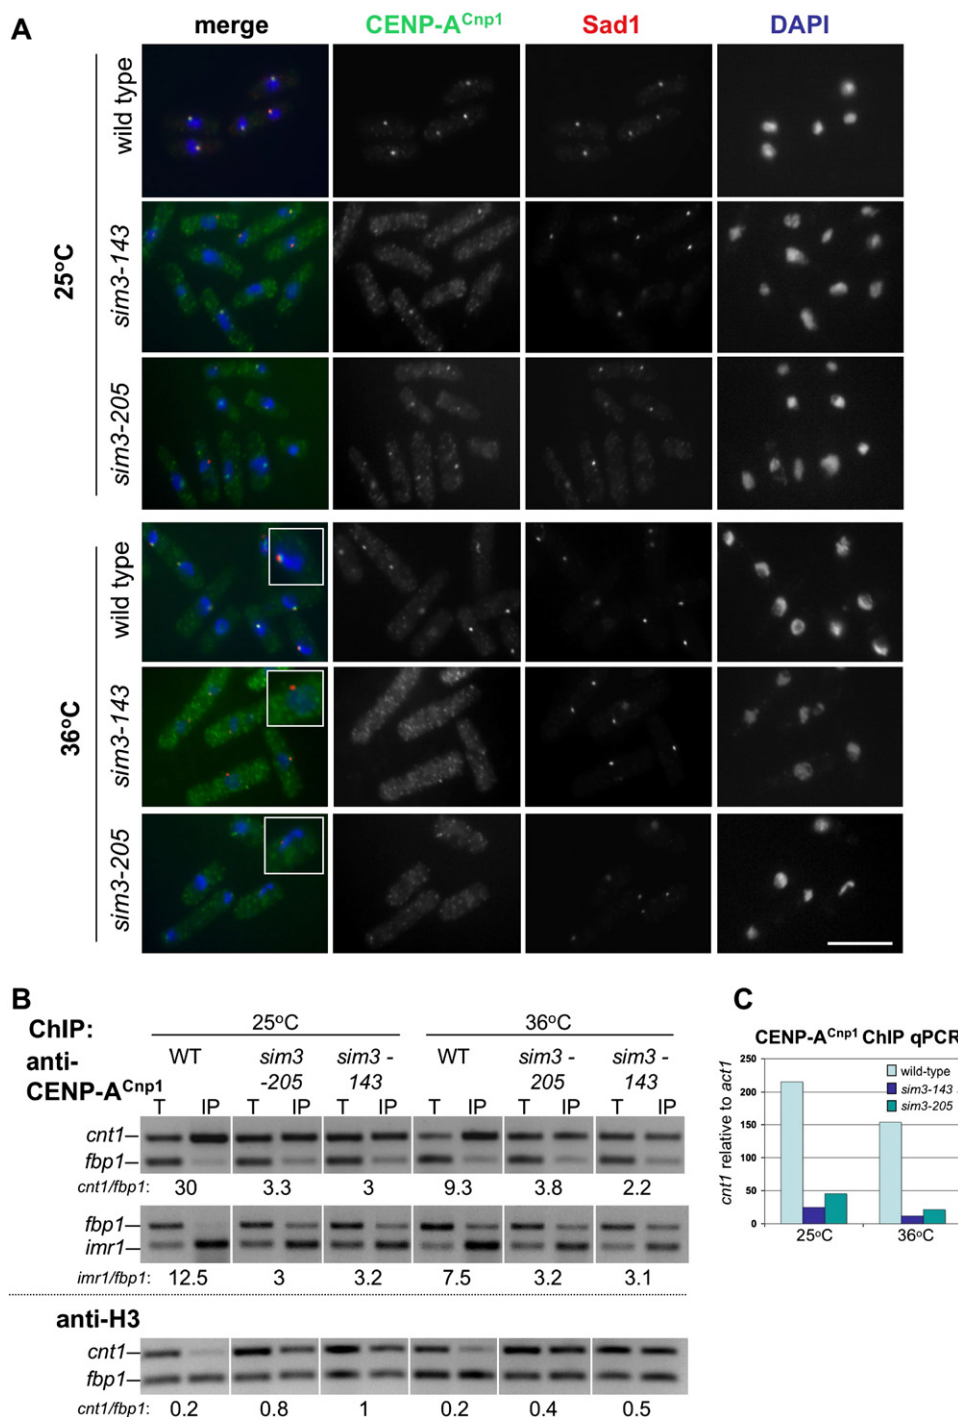 A
merge CENP-A^Cnp1 Sad1 DAPI
25°C
wild type
sim3-143
sim3-205
36°C
wild type
sim3-143
sim3-205
B
ChIP:
anti-
CENP-A^Cnp1
25°C 36°C
WT sim3 -205 sim3 - 143 WT sim3 - 205 sim3 - 143
T IP T IP T IP T IP T IP T IP
cnt1
fbp1
cnt1/fbp1: 30 3.3 3 9.3 3.8 2.2
fbp1
imr1
imr1/fbp1: 12.5 3 3.2 7.5 3.2 3.1
anti-H3
cnt1
fbp1
cnt1/fbp1: 0.2 0.8 1 0.2 0.4 0.5
C
CENP-A^Cnp1 ChIP qPCR
cnt1 relative to act1
250
200
150
100
50
0
wild-type
sim3-143
sim3-205
25°C 36°C